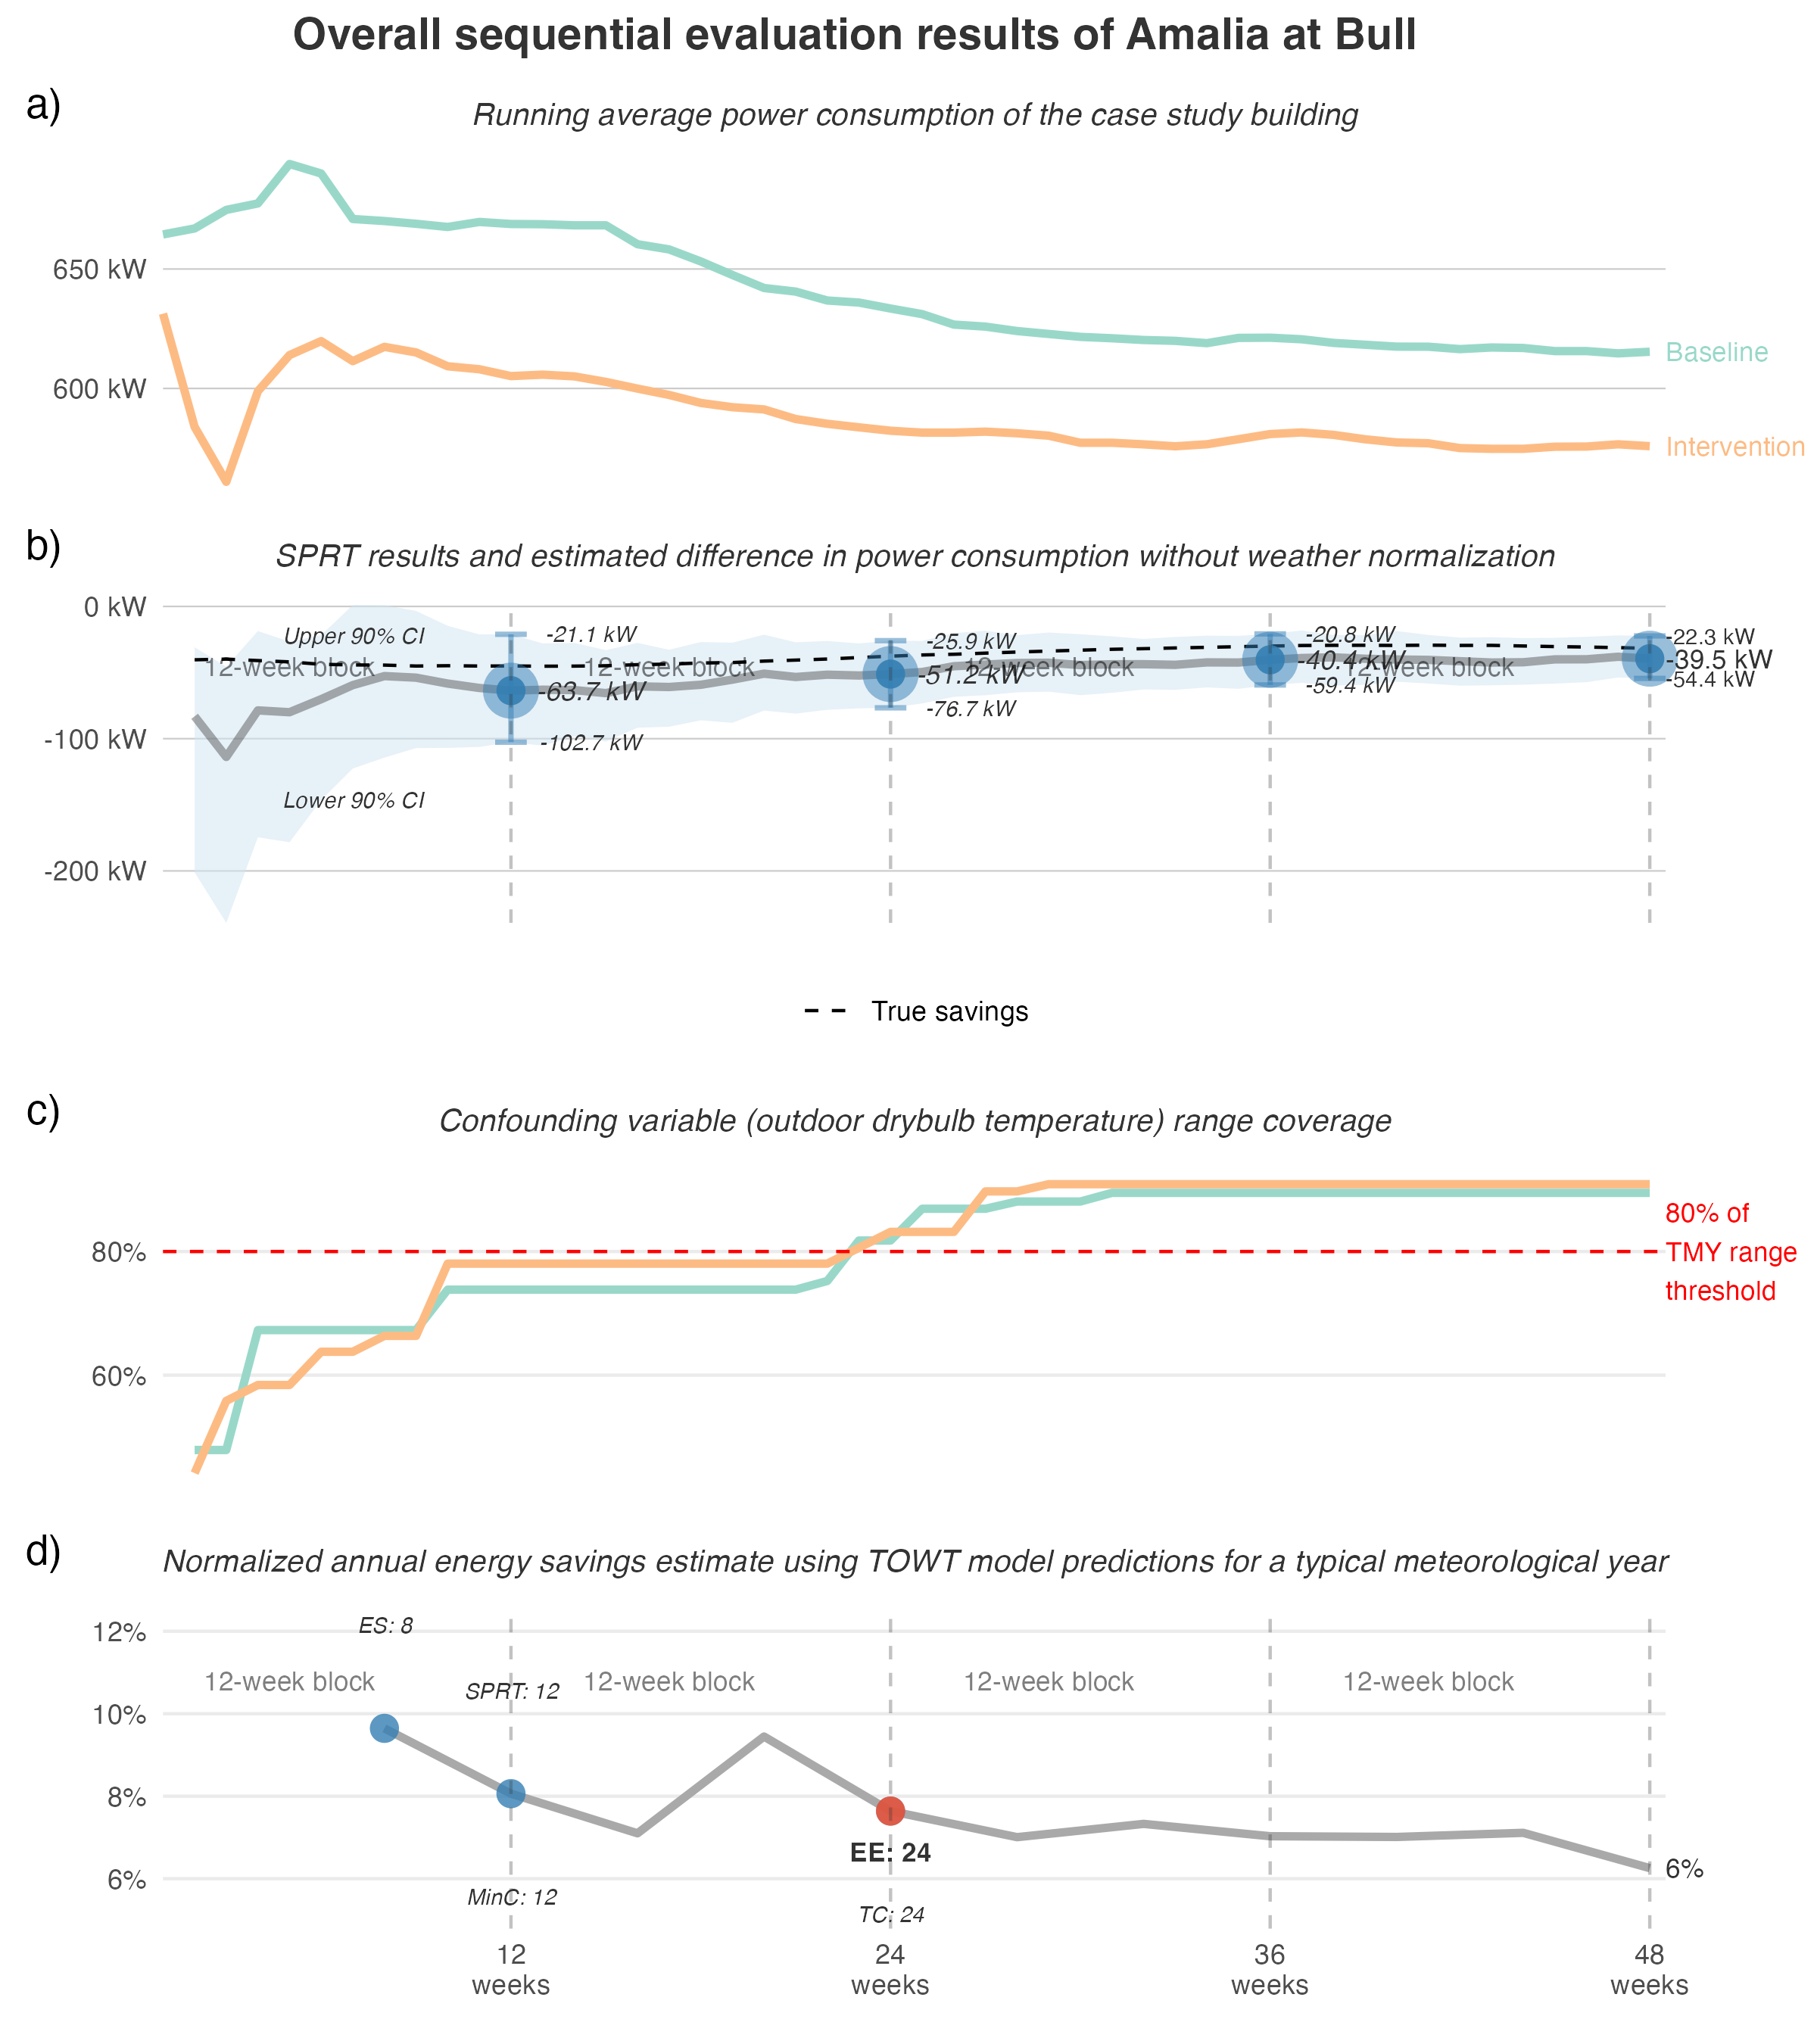 Overall sequential evaluation results of Amalia at Bull
a)
Running average power consumption of the case study building
650 kW
600 kW
Baseline
Intervention
b)
SPRT results and estimated difference in power consumption without weather normalization
0 kW
-100 kW
-200 kW
Upper 90% CI
Lower 90% CI
12-week block
12-week block
12-week block
12-week block
-21.1 kW
-63.7 kW
-102.7 kW
-25.9 kW
-51.2 kW
-76.7 kW
-20.8 kW
-40.4 kW
-59.4 kW
-22.3 kW
-39.5 kW
-54.4 kW
True savings
c)
Confounding variable (outdoor drybulb temperature) range coverage
80%
60%
80% of
TMY range
threshold
d)
Normalized annual energy savings estimate using TOWT model predictions for a typical meteorological year
12%
10%
8%
6%
ES: 8
12-week block
12-week block
12-week block
12-week block
SPRT: 12
EE: 24
MinC: 12
TC: 24
6%
12
weeks
24
weeks
36
weeks
48
weeks